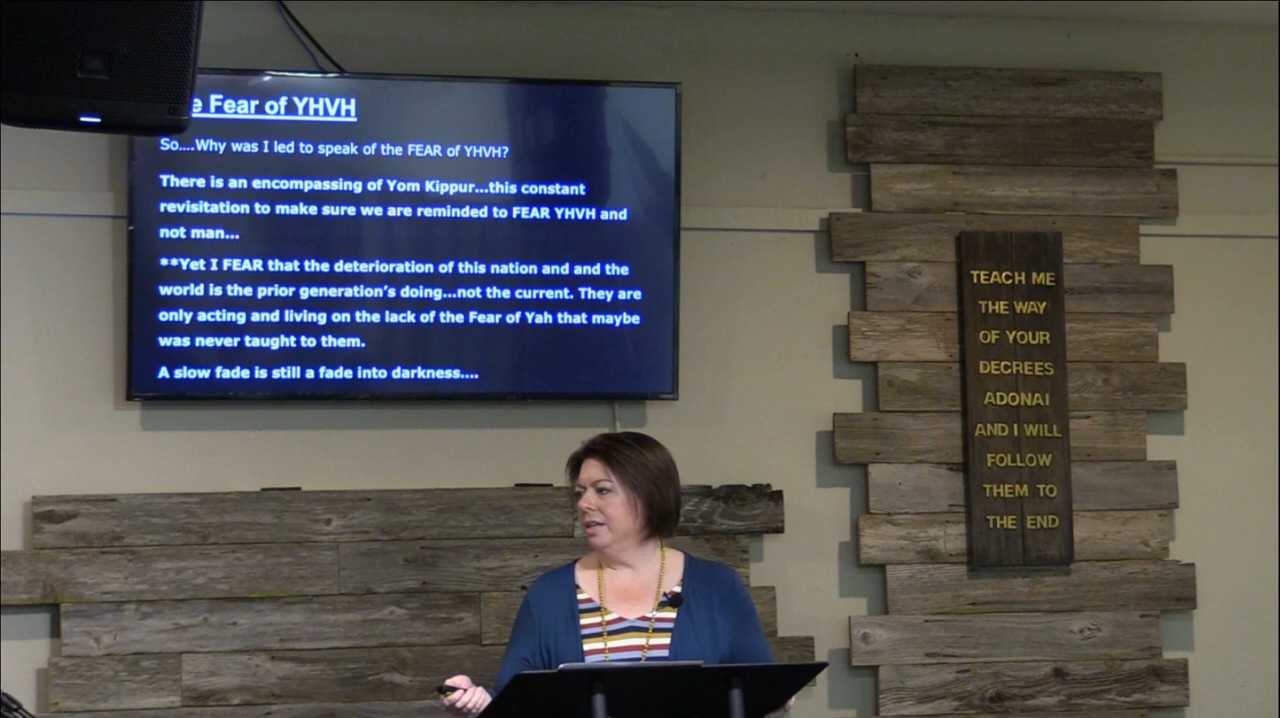 e Fear of YHVH
So....Why was I led to speak of the FEAR of YHVH?
There is an encompassing of Yom Kippur...this constant
revisitation to make sure we are reminded to FEAR YHVH and
not man...
**Yet I FEAR that the deterioration of this nation and and the
world is the prior generation's doing...not the current. They are
only acting and living on the lack of the Fear of Yah that maybe
was never taught to them.
A slow fade is still a fade into darkness....
TEACH ME
THE WAY
OF YOUR
DECREES
ADONAI
AND I WILL
FOLLOW
THEM TO
THE END